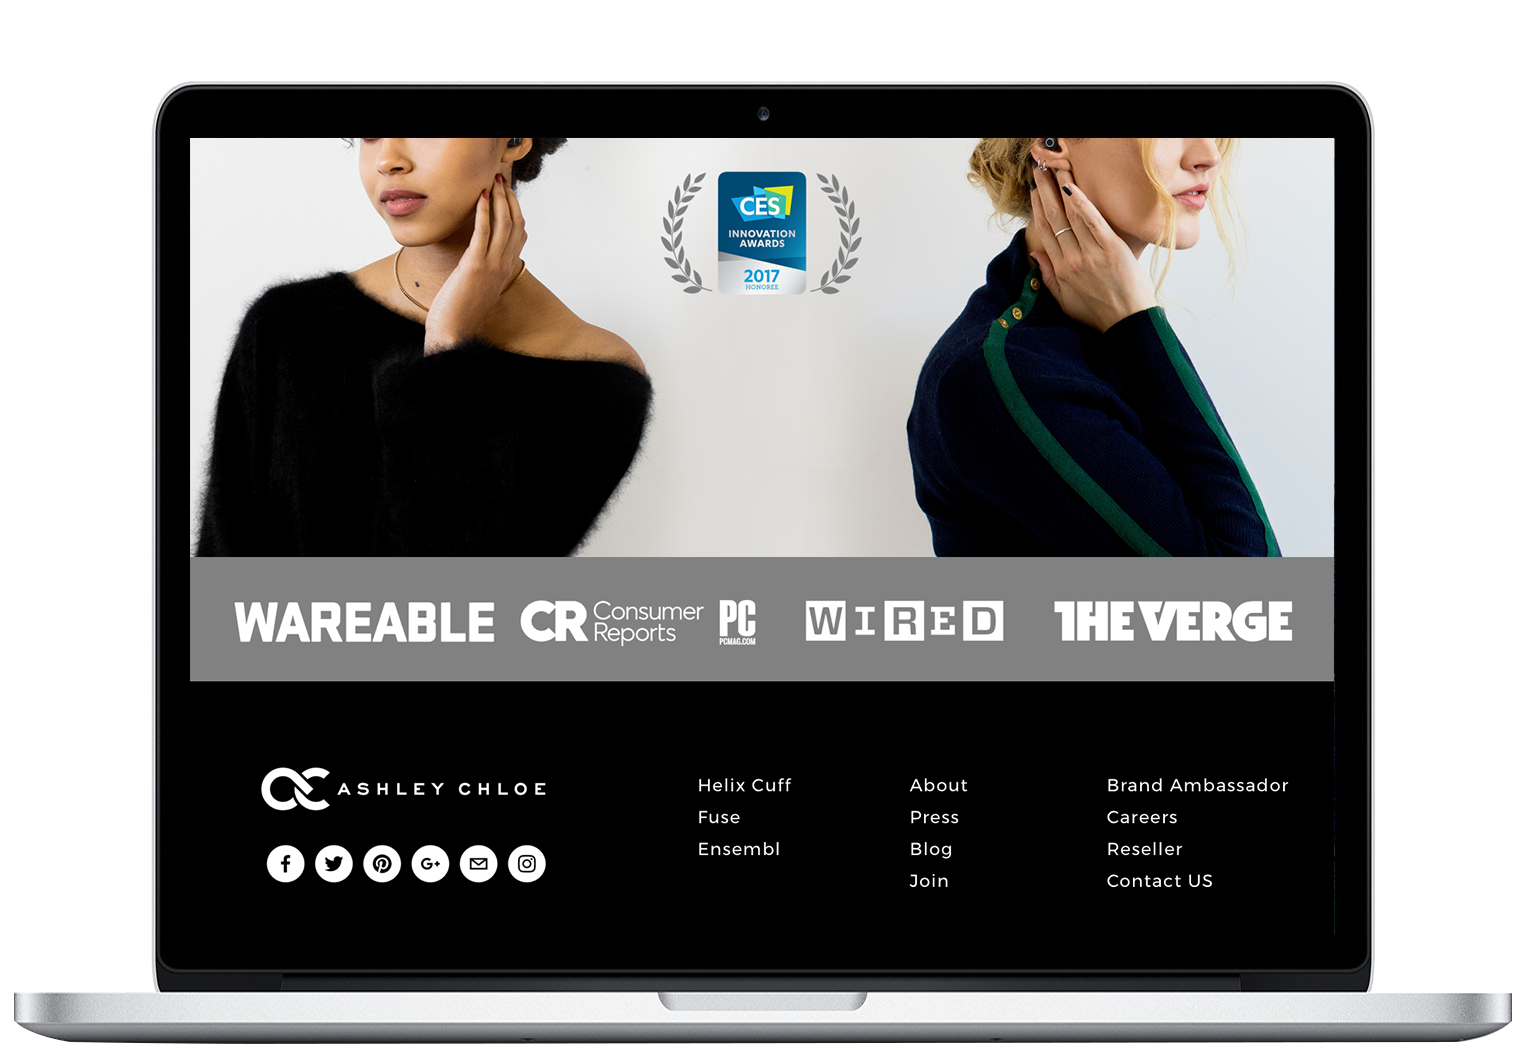 CES
INNOVATION
AWARDS
2017
HONOREE
WAREABLE
CR Consumer
Reports
PC
PCMAG.COM
WIRED
THE VERGE
ASHLEY CHLOE
Helix Cuff
Fuse
Ensembl
About
Press
Blog
Join
Brand Ambassador
Careers
Reseller
Contact US
f
G+